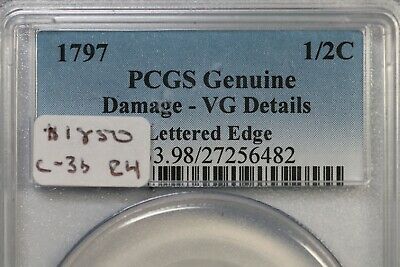 1797 1/2C
PCGS Genuine
Damage - VG Details
Lettered Edge
3.98/27256482
$1850
C-3b R4